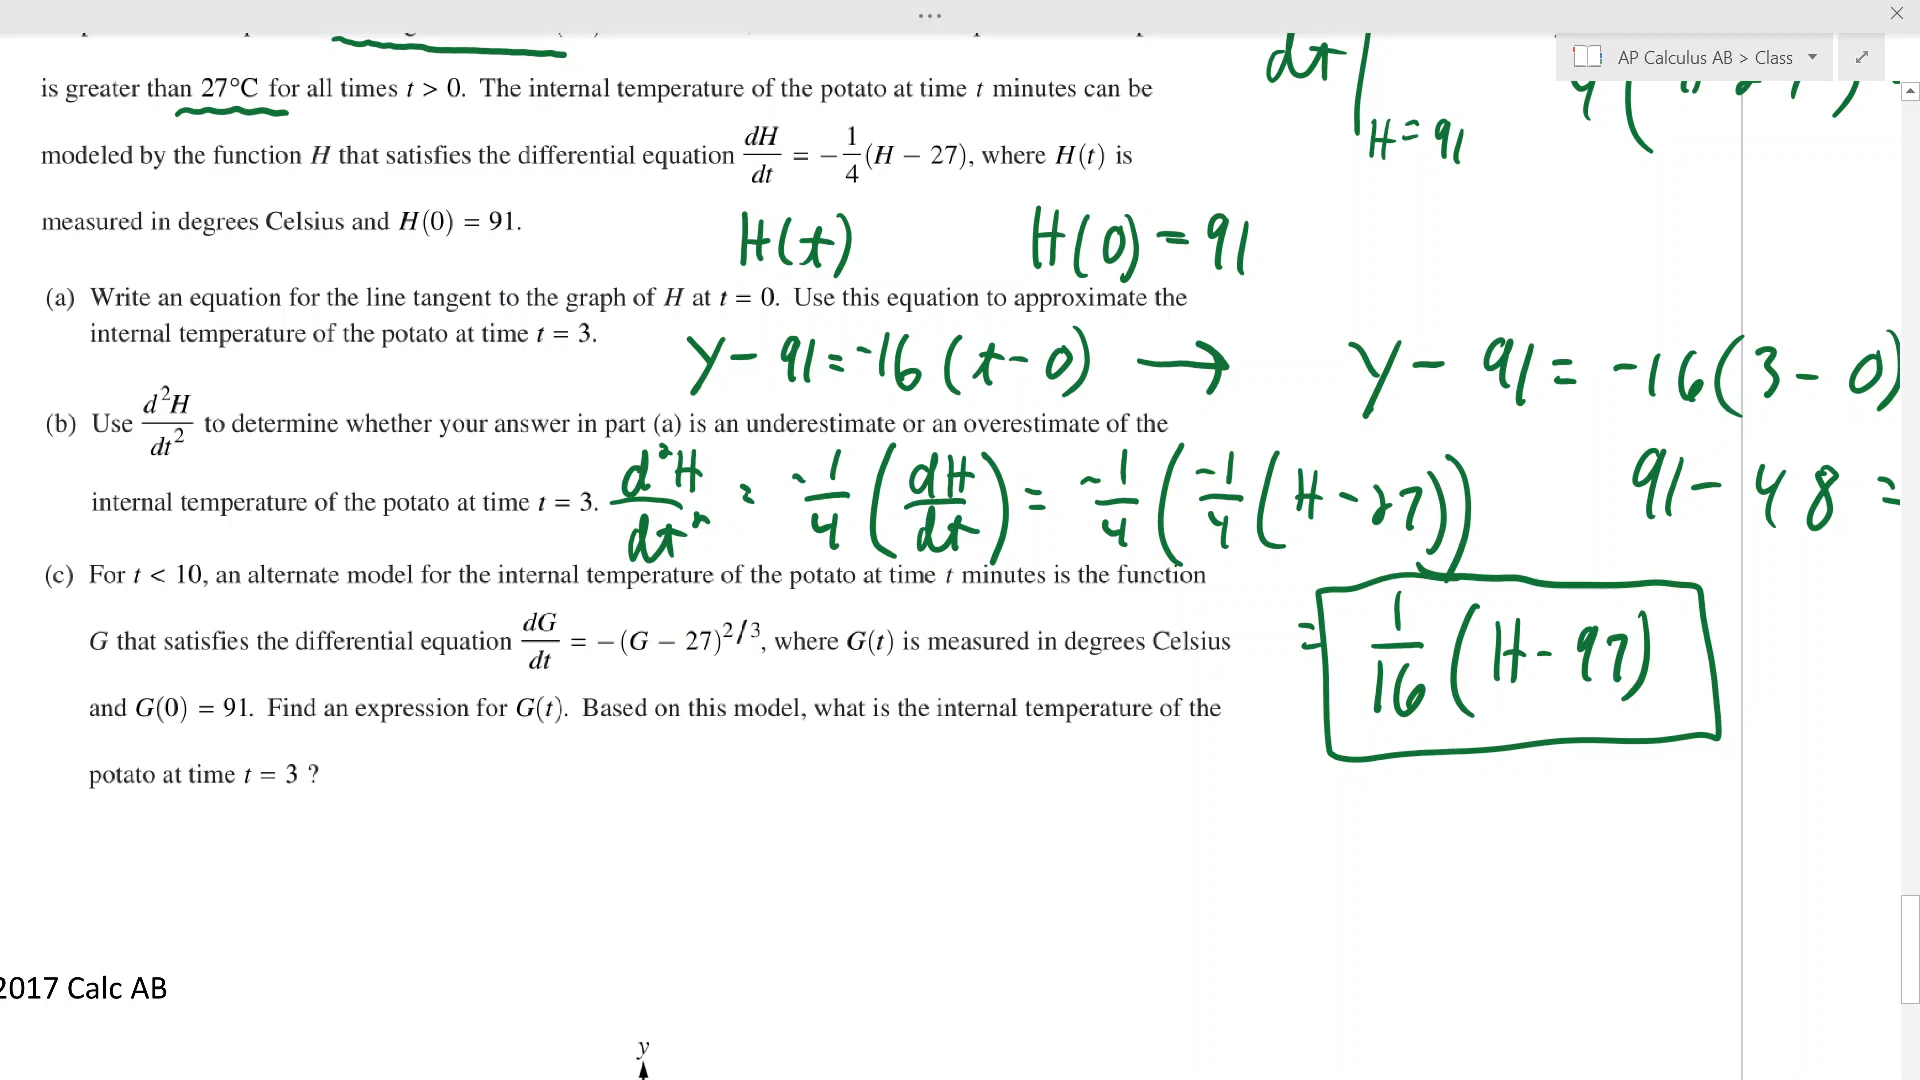 AP Calculus AB > Class
dt | H = 91
is greater than 27°C for all times t > 0. The internal temperature of the potato at time t minutes can be
modeled by the function H that satisfies the differential equation dH/dt = −1/4(H − 27), where H(t) is
measured in degrees Celsius and H(0) = 91.
H(t) H(0) = 91
(a) Write an equation for the line tangent to the graph of H at t = 0. Use this equation to approximate the
internal temperature of the potato at time t = 3.
y − 91 = −16(t − 0) → y − 91 = −16(3 − 0)
(b) Use d²H/dt² to determine whether your answer in part (a) is an underestimate or an overestimate of the
internal temperature of the potato at time t = 3.
d²H/dt² = −1/4(dH/dt) = −1/4(−1/4(H − 27))
91 − 48 =
= 1/16(H − 97)
(c) For t < 10, an alternate model for the internal temperature of the potato at time t minutes is the function
G that satisfies the differential equation dG/dt = −(G − 27)^2/3, where G(t) is measured in degrees Celsius
and G(0) = 91. Find an expression for G(t). Based on this model, what is the internal temperature of the
potato at time t = 3 ?
2017 Calc AB
y